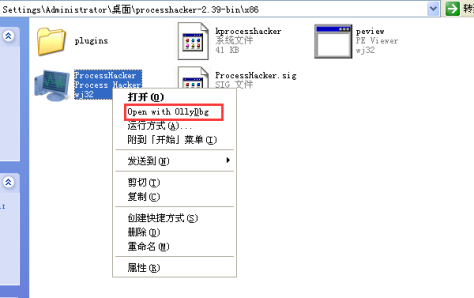 Settings\Administrator\桌面\processhacker-2.39-bin\x86
转到
plugins
kprocesshacker
系统文件
41 KB
peview
PE Viewer
wj32
ProcessHacker
Process Hacker
wj32
ProcessHacker.sig
SIG 文件
打开(O)
Open with OllyDbg
运行方式(A)...
附到「开始」菜单(I)
发送到(N)
剪切(T)
复制(C)
创建快捷方式(S)
删除(D)
重命名(M)
属性(R)